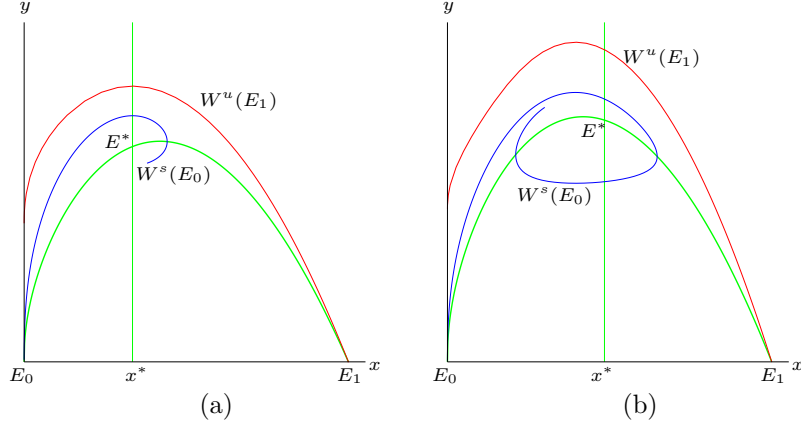 y
W^u(E_1)
E^*
W^s(E_0)
E_0
x^*
E_1
x
(a)
y
W^u(E_1)
E^*
W^s(E_0)
E_0
x^*
E_1
x
(b)